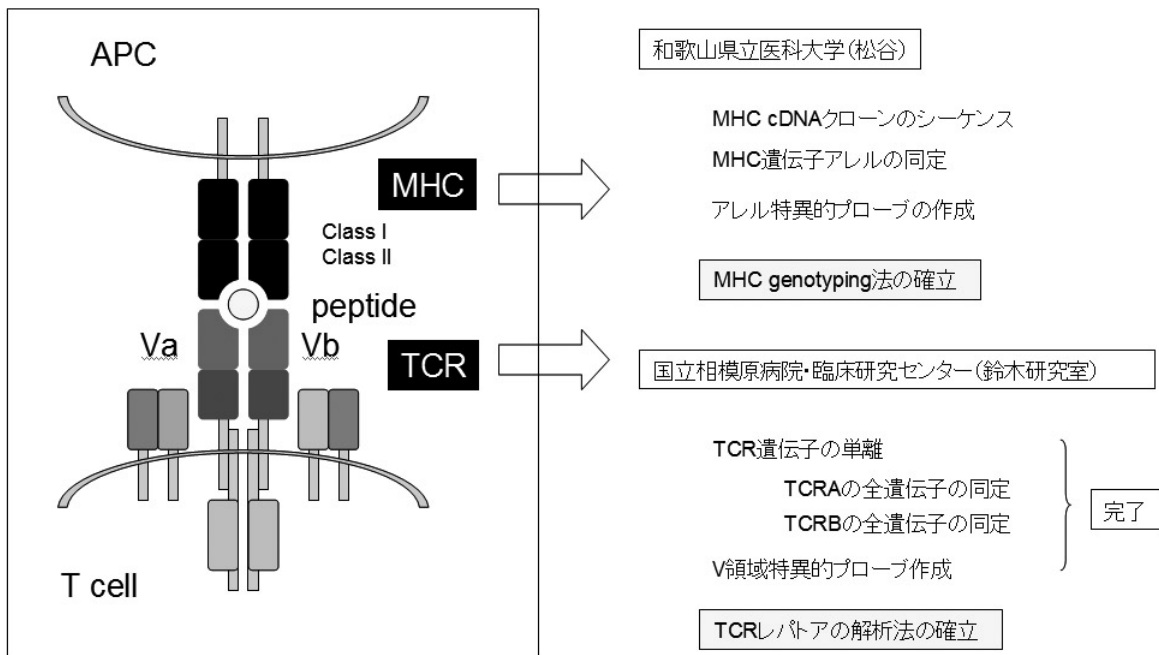 APC
MHC
Class I
Class II
peptide
Va
Vb
TCR
T cell
和歌山県立医科大学(松谷)
MHC cDNAクローンのシーケンス
MHC遺伝子アレルの同定
アレル特異的プローブの作成
MHC genotyping法の確立
国立相模原病院・臨床研究センター(鈴木研究室)
TCR遺伝子の単離
TCRAの全遺伝子の同定
TCRBの全遺伝子の同定
V領域特異的プローブ作成
完了
TCRレパトアの解析法の確立